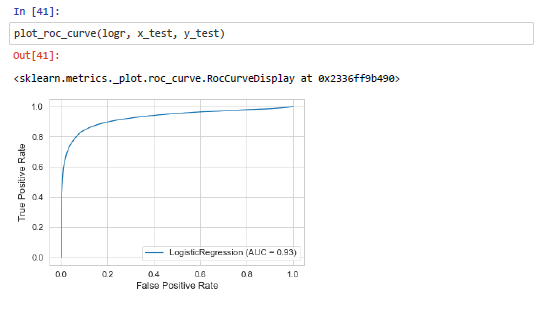 In [41]:
plot_roc_curve(logr, x_test, y_test)
Out[41]:
<sklearn.metrics._plot.roc_curve.RocCurveDisplay at 0x2336ff9b490>
1.0
0.8
0.6
0.4
0.2
0.0
True Positive Rate
LogisticRegression (AUC = 0.93)
0.0 0.2 0.4 0.6 0.8 1.0
False Positive Rate